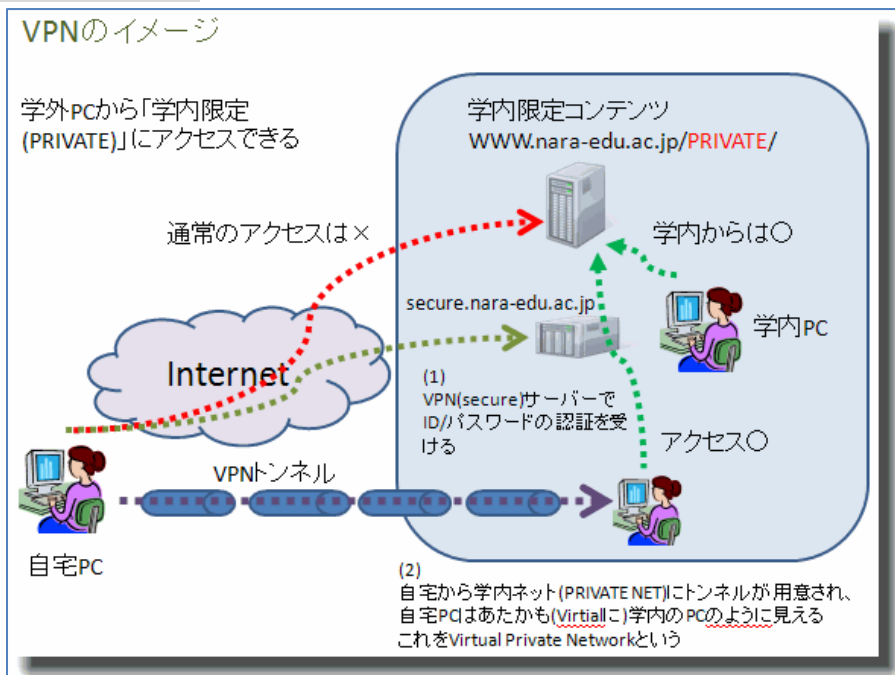 VPNのイメージ
学外PCから「学内限定
(PRIVATE)」にアクセスできる
学内限定コンテンツ
WWW.nara-edu.ac.jp/PRIVATE/
通常のアクセスは×
学内からは〇
secure.nara-edu.ac.jp
学内PC
Internet
(1)
VPN(secure)サーバーで
ID/パスワードの認証を受
ける
アクセス〇
VPNトンネル
自宅PC
(2)
自宅から学内ネット(PRIVATE NET)にトンネルが用意され、
自宅PCはあたかも(Virtialに)学内のPCのように見える
これをVirtual Private Networkという